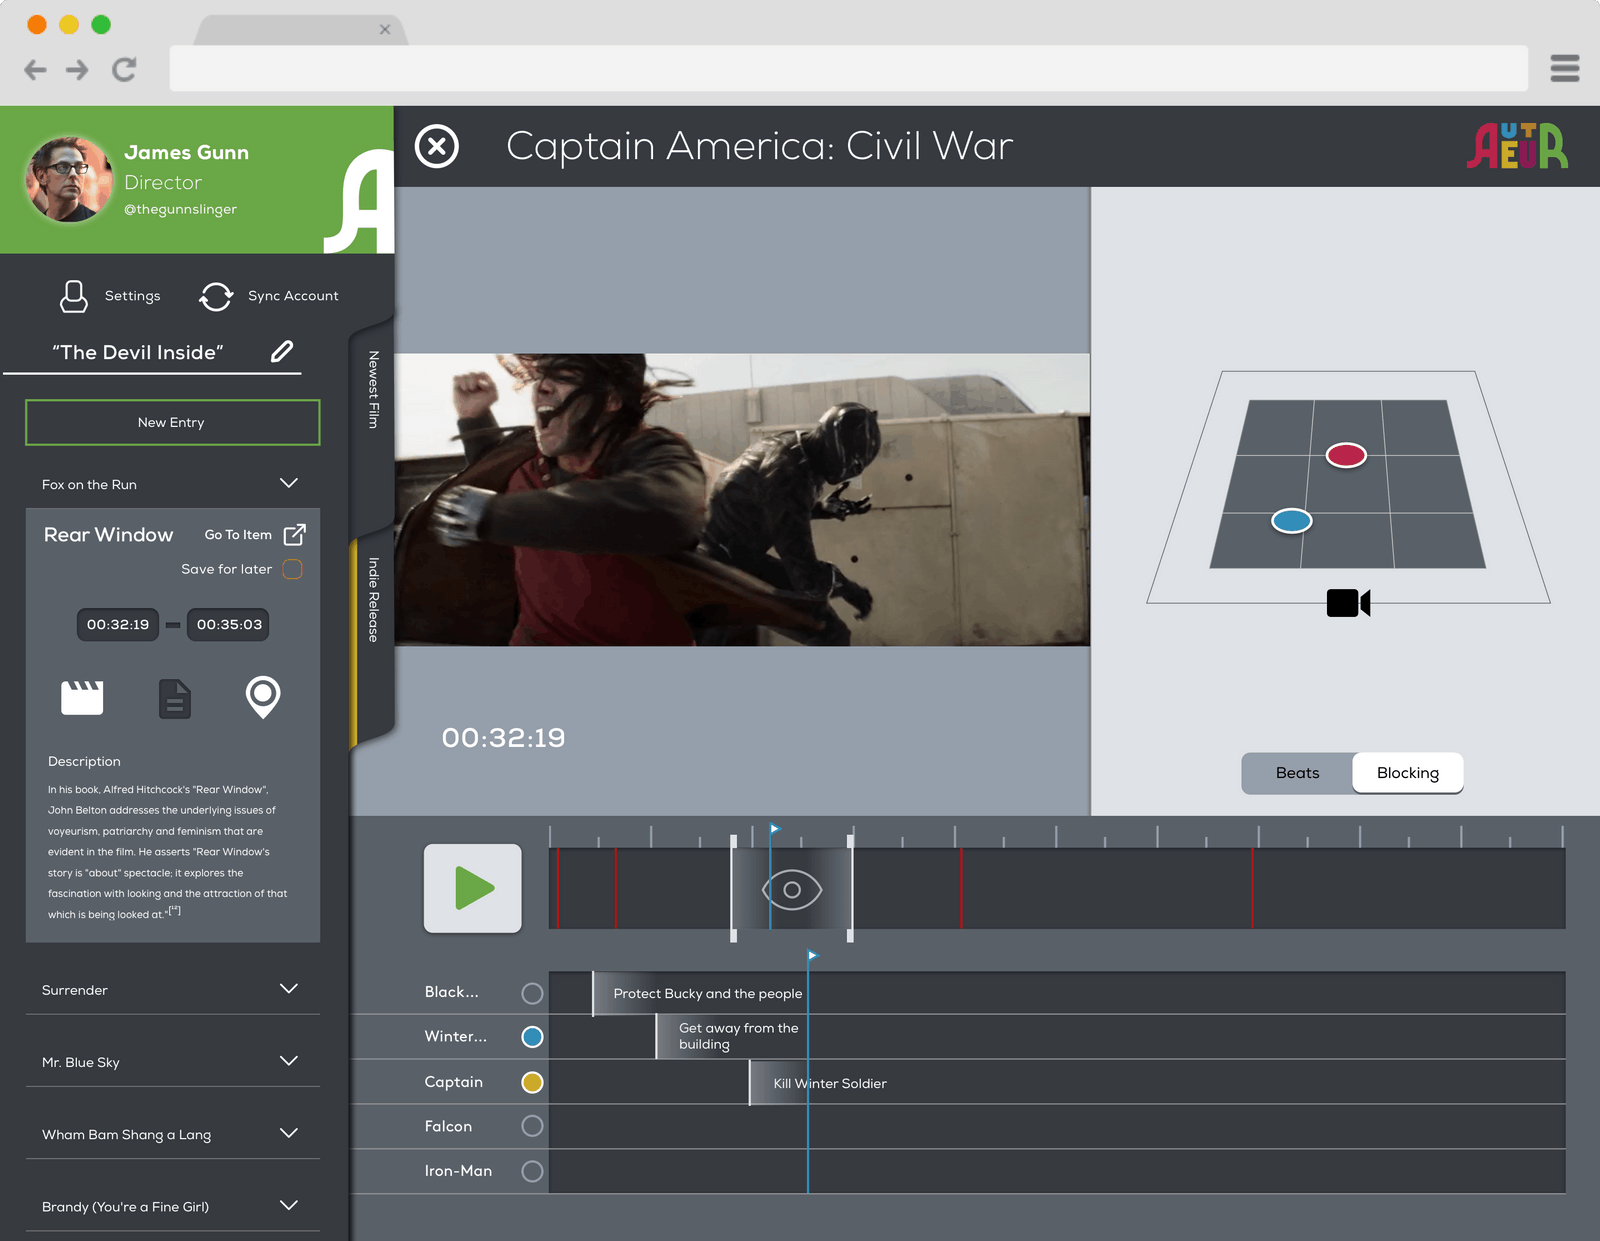 James Gunn
Director
@thegunnslinger
Captain America: Civil War
AUTEUR
Settings
Sync Account
“The Devil Inside”
New Entry
Fox on the Run
Rear Window
Go To Item
Save for later
00:32:19
00:35:03
Description
In his book, Alfred Hitchcock's "Rear Window",
John Belton addresses the underlying issues of
voyeurism, patriarchy and feminism that are
evident in the film. He asserts "Rear Window's
story is "about" spectacle; it explores the
fascination with looking and the attraction of that
which is being looked at."[12]
Surrender
Mr. Blue Sky
Wham Bam Shang a Lang
Brandy (You're a Fine Girl)
Newest Film
Indie Release
00:32:19
Beats
Blocking
Black...
Protect Bucky and the people
Winter...
Get away from the
building
Captain
Kill Winter Soldier
Falcon
Iron-Man